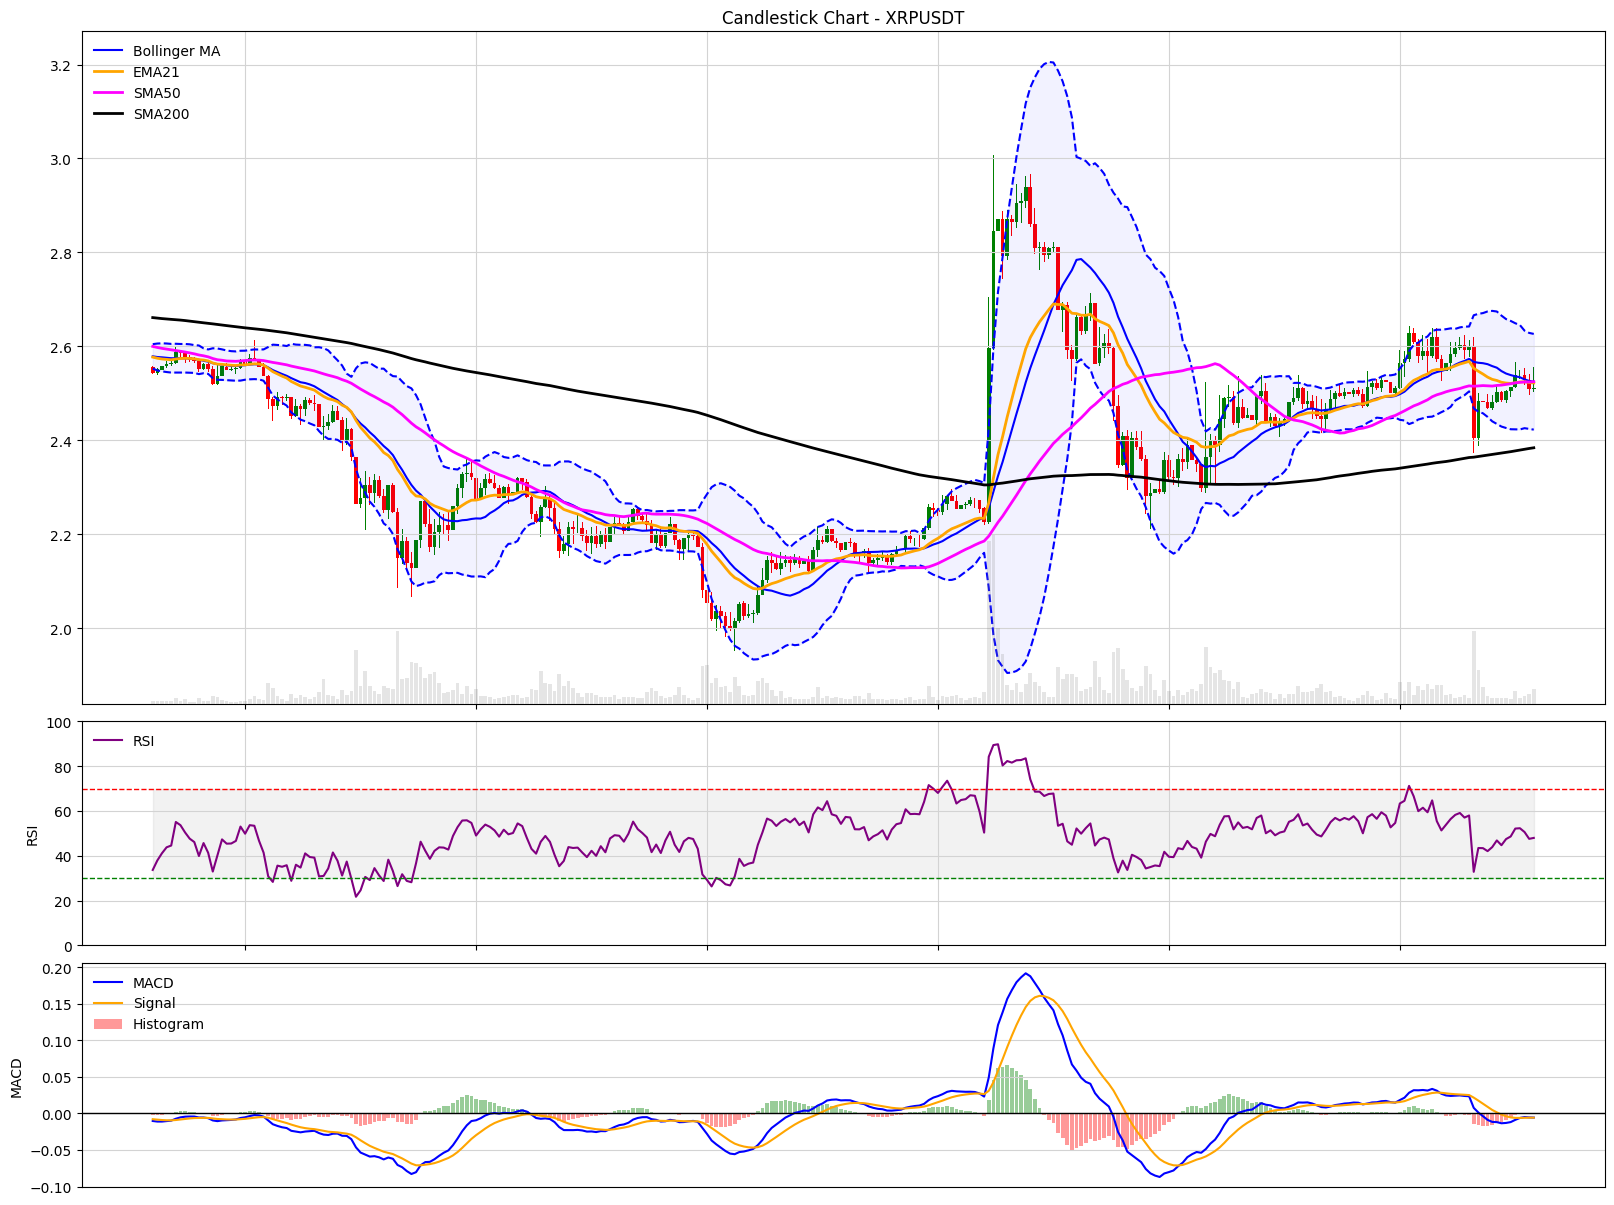 Candlestick Chart - XRPUSDT
Bollinger MA
EMA21
SMA50
SMA200
3.2
3.0
2.8
2.6
2.4
2.2
2.0
RSI
RSI
100
80
60
40
20
0
MACD
Signal
Histogram
MACD
0.20
0.15
0.10
0.05
0.00
−0.05
−0.10